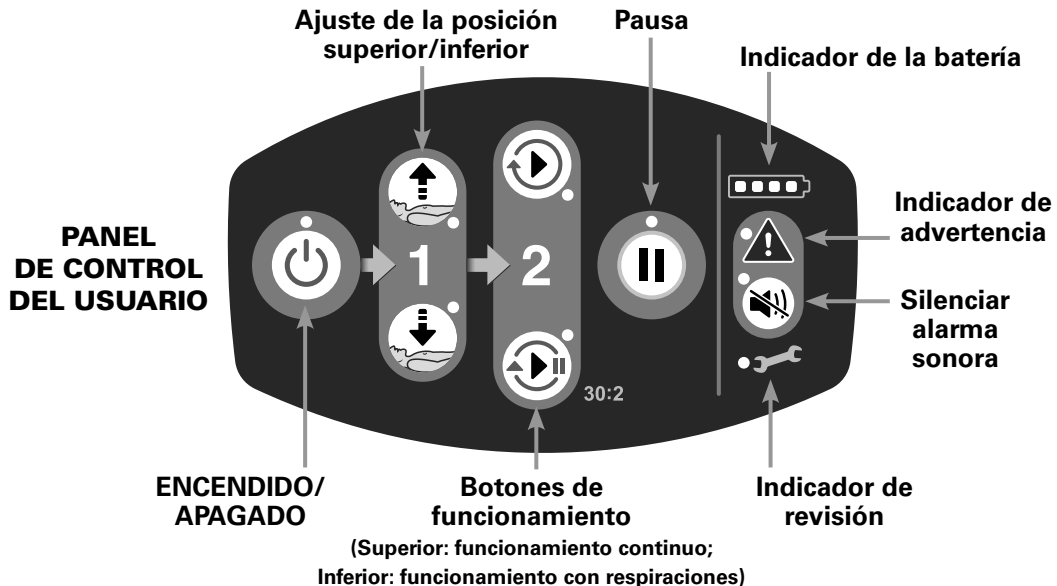 Ajuste de la posición
superior/inferior
Pausa
Indicador de la batería
Indicador de
advertencia
PANEL
DE CONTROL
DEL USUARIO
1
2
Silenciar
alarma
sonora
30:2
ENCENDIDO/
APAGADO
Botones de
funcionamiento
(Superior: funcionamiento continuo;
Inferior: funcionamiento con respiraciones)
Indicador de
revisión